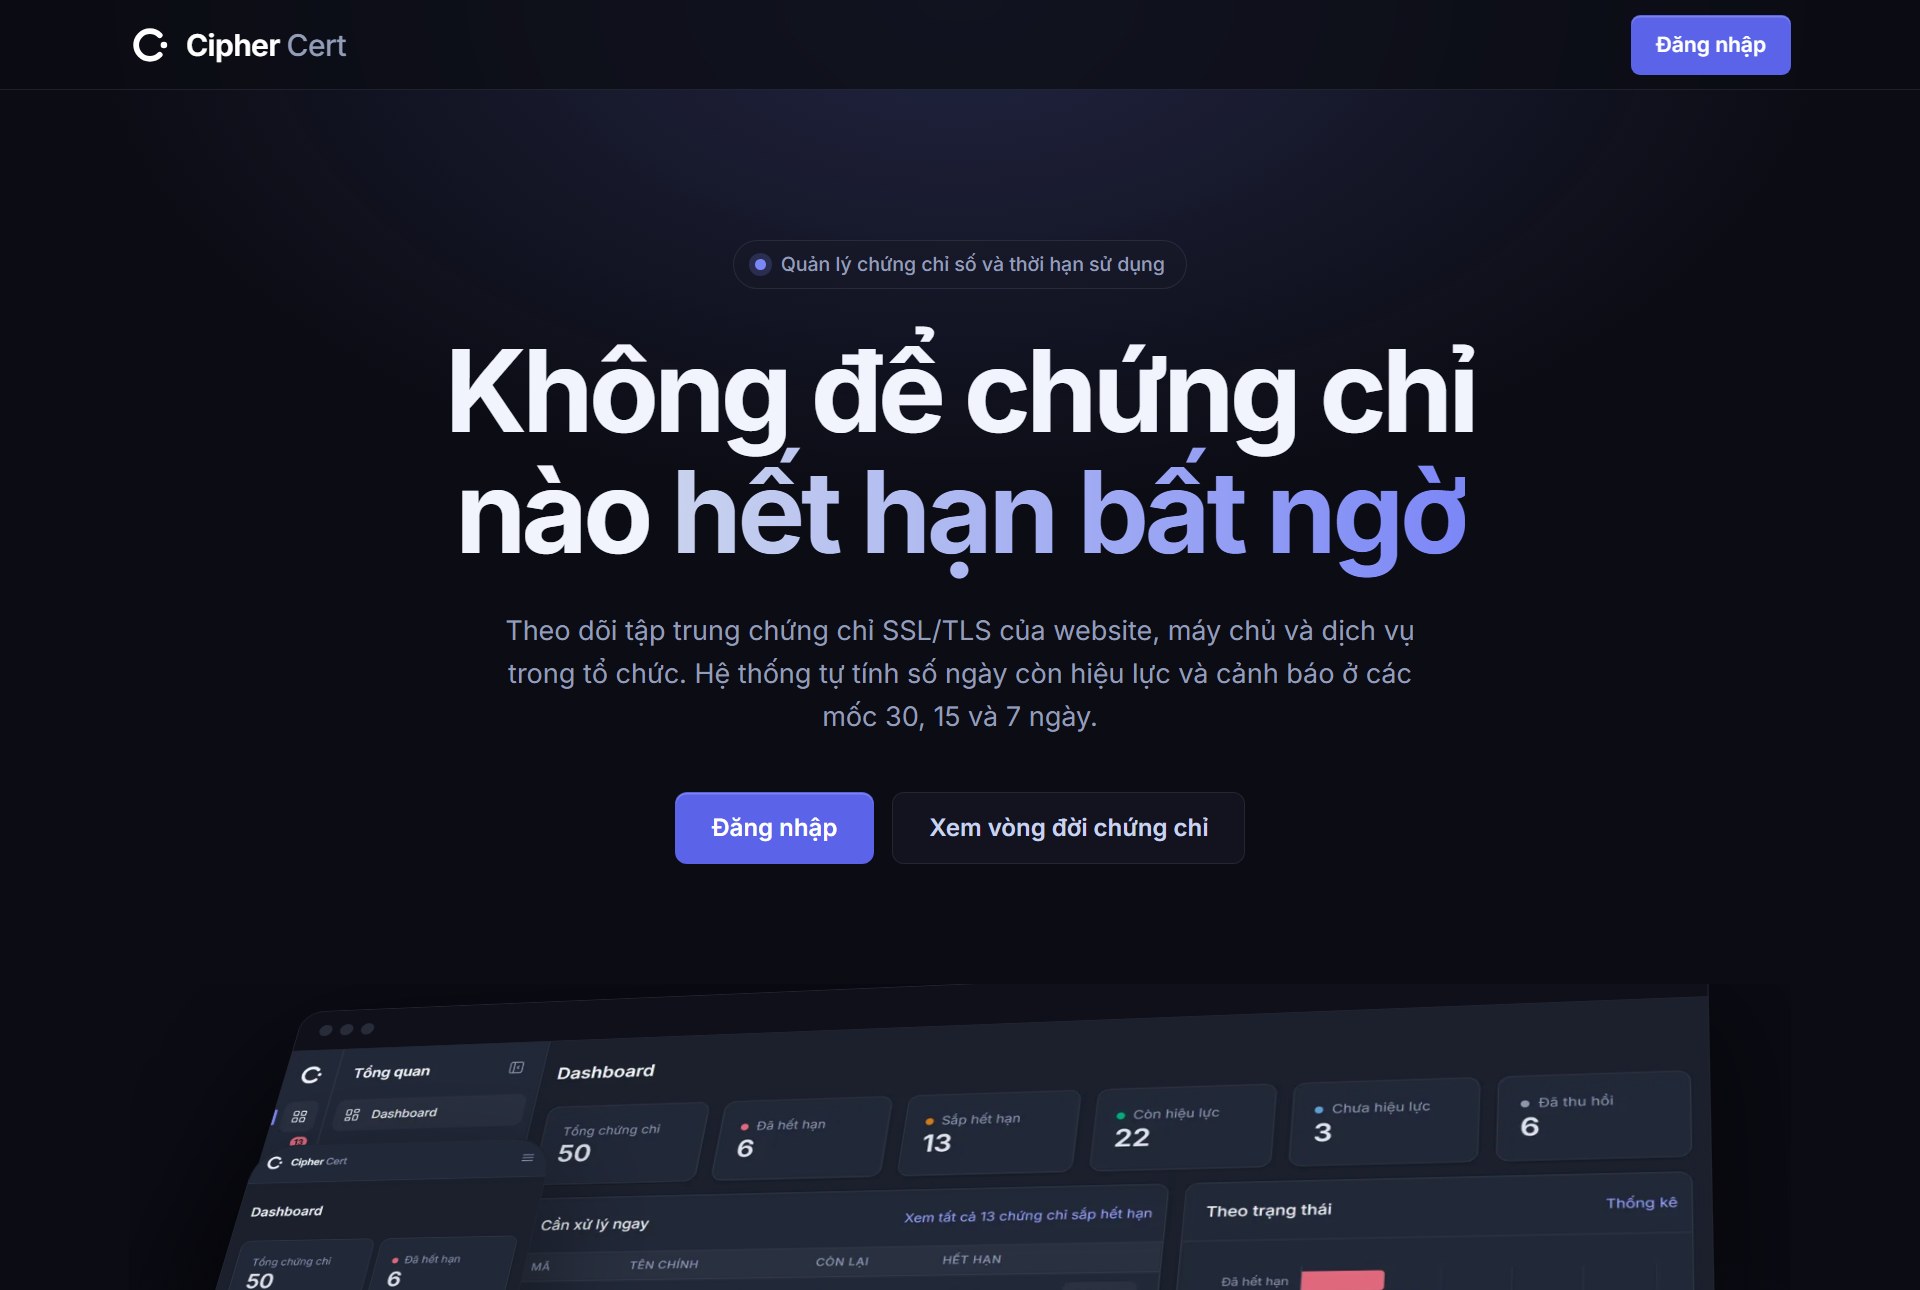 Cipher Cert
Đăng nhập
Quản lý chứng chỉ số và thời hạn sử dụng
Không để chứng chỉ
nào hết hạn bất ngờ
Theo dõi tập trung chứng chỉ SSL/TLS của website, máy chủ và dịch vụ
trong tổ chức. Hệ thống tự tính số ngày còn hiệu lực và cảnh báo ở các
mốc 30, 15 và 7 ngày.
Đăng nhập
Xem vòng đời chứng chỉ
Tổng quan
Dashboard
13
Dashboard
Tổng chứng chỉ
50
Đã hết hạn
6
Sắp hết hạn
13
Còn hiệu lực
22
Chưa hiệu lực
3
Đã thu hồi
6
Cần xử lý ngay
Xem tất cả 13 chứng chỉ sắp hết hạn
MÃ
TÊN CHÍNH
CÒN LẠI
HẾT HẠN
Theo trạng thái
Thống kê
Đã hết hạn
Cipher Cert
Dashboard
Tổng chứng chỉ
50
Đã hết hạn
6